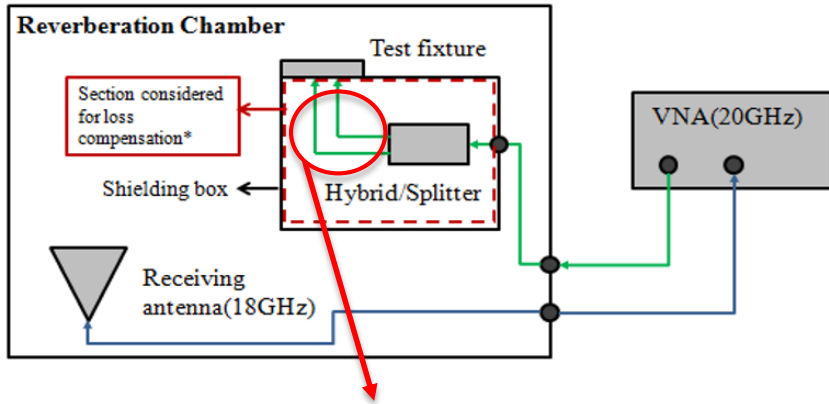 Reverberation Chamber
Test fixture
Section considered
for loss
compensation*
VNA(20GHz)
Shielding box
Hybrid/Splitter
Receiving
antenna(18GHz)